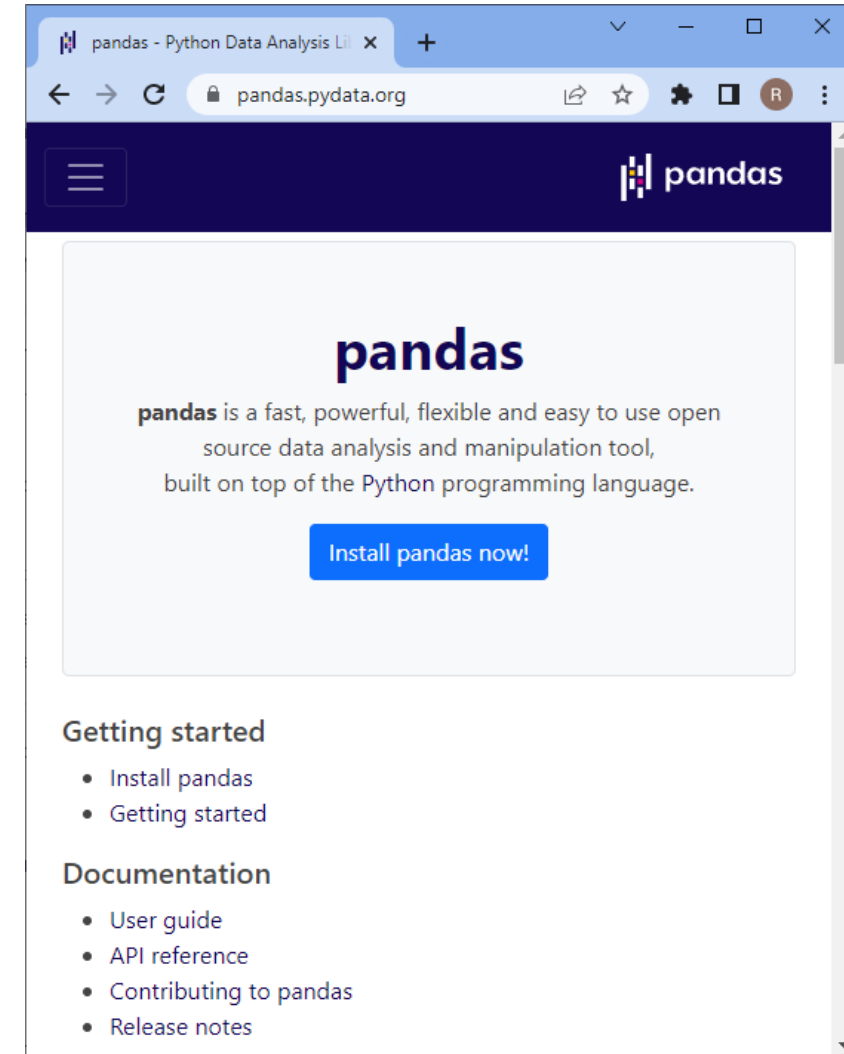 pandas - Python Data Analysis Li
pandas.pydata.org
R
pandas
pandas
pandas is a fast, powerful, flexible and easy to use open
source data analysis and manipulation tool,
built on top of the Python programming language.
Install pandas now!
Getting started
• Install pandas
• Getting started
Documentation
• User guide
• API reference
• Contributing to pandas
• Release notes